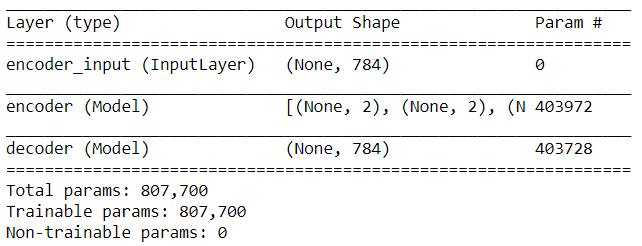 Layer (type) Output Shape Param #
=================================================================
encoder_input (InputLayer) (None, 784) 0
_________________________________________________________________
encoder (Model) [(None, 2), (None, 2), (N 403972
_________________________________________________________________
decoder (Model) (None, 784) 403728
=================================================================
Total params: 807,700
Trainable params: 807,700
Non-trainable params: 0